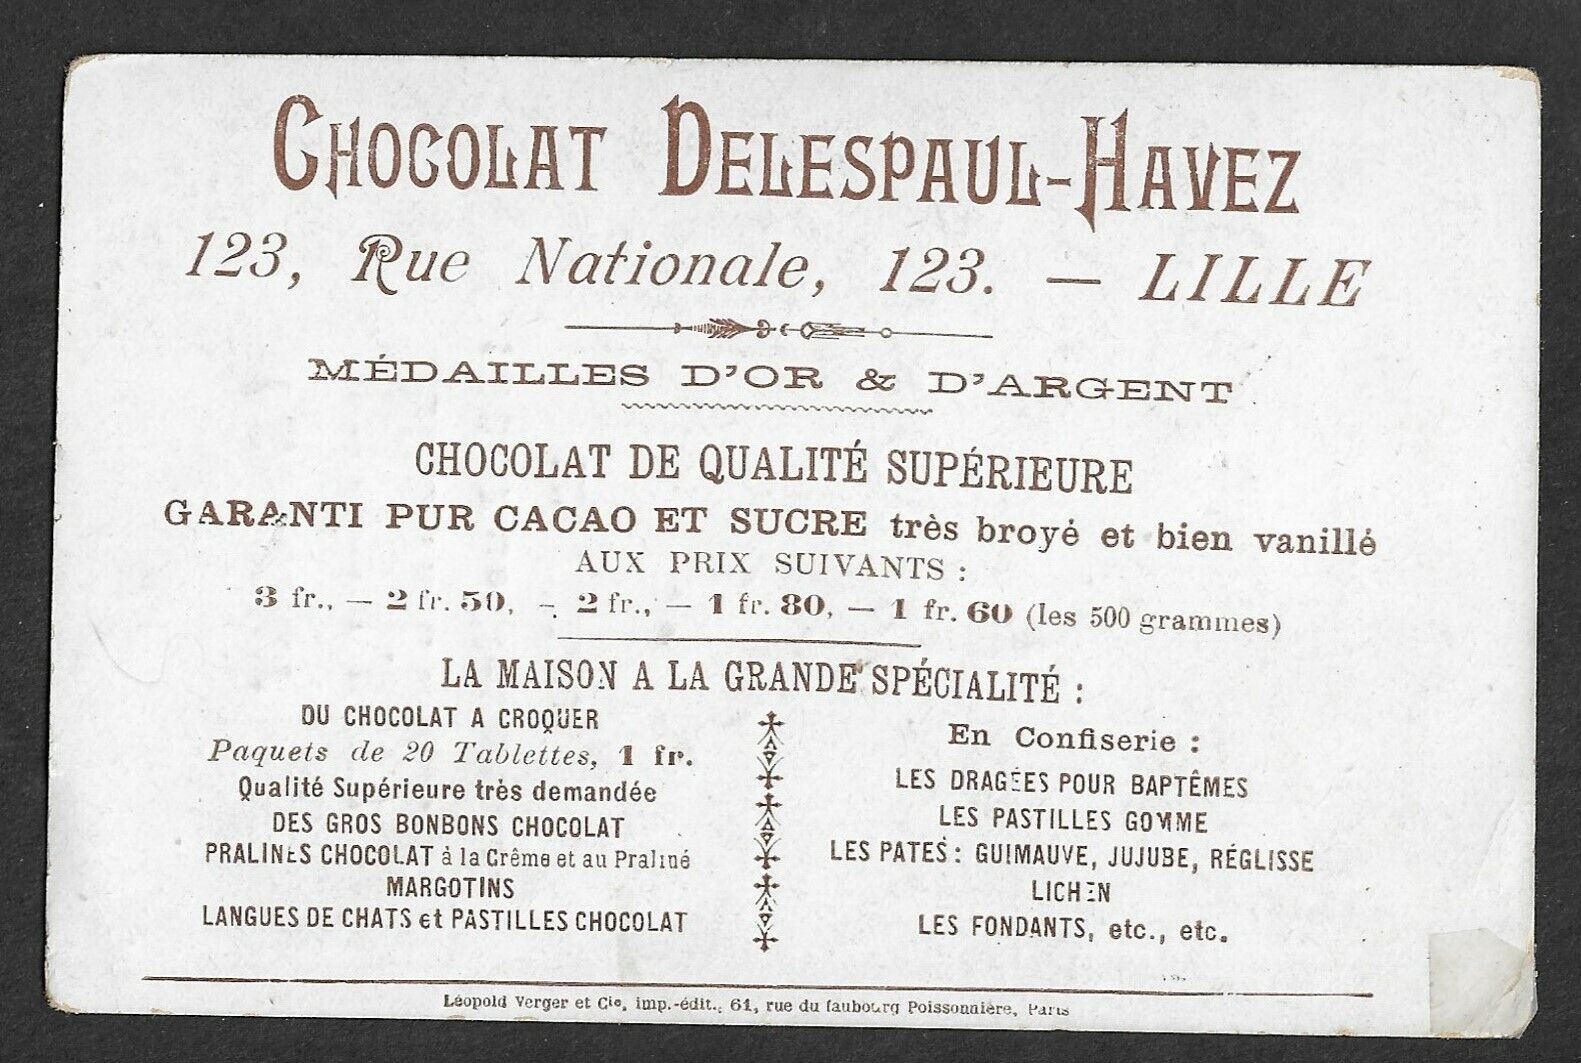 CHOCOLAT DELESPAUL-HAVEZ
123, Rue Nationale, 123. — LILLE
MÉDAILLES D'OR & D'ARGENT
CHOCOLAT DE QUALITÉ SUPÉRIEURE
GARANTI PUR CACAO ET SUCRE très broyé et bien vanillé
AUX PRIX SUIVANTS :
3 fr., — 2 fr. 50, — 2 fr., — 1 fr. 80, — 1 fr. 60 (les 500 grammes)
LA MAISON A LA GRANDE SPÉCIALITÉ :
DU CHOCOLAT A CROQUER
Paquets de 20 Tablettes, 1 fr.
Qualité Supérieure très demandée
DES GROS BONBONS CHOCOLAT
PRALINES CHOCOLAT à la Crême et au Praliné
MARGOTINS
LANGUES DE CHATS et PASTILLES CHOCOLAT
En Confiserie :
LES DRAGÉES POUR BAPTÊMES
LES PASTILLES GOMME
LES PATES : GUIMAUVE, JUJUBE, RÉGLISSE
LICHEN
LES FONDANTS, etc., etc.
Léopold Verger et Cie, imp.-édit., 61, rue du faubourg Poissonnière, Paris